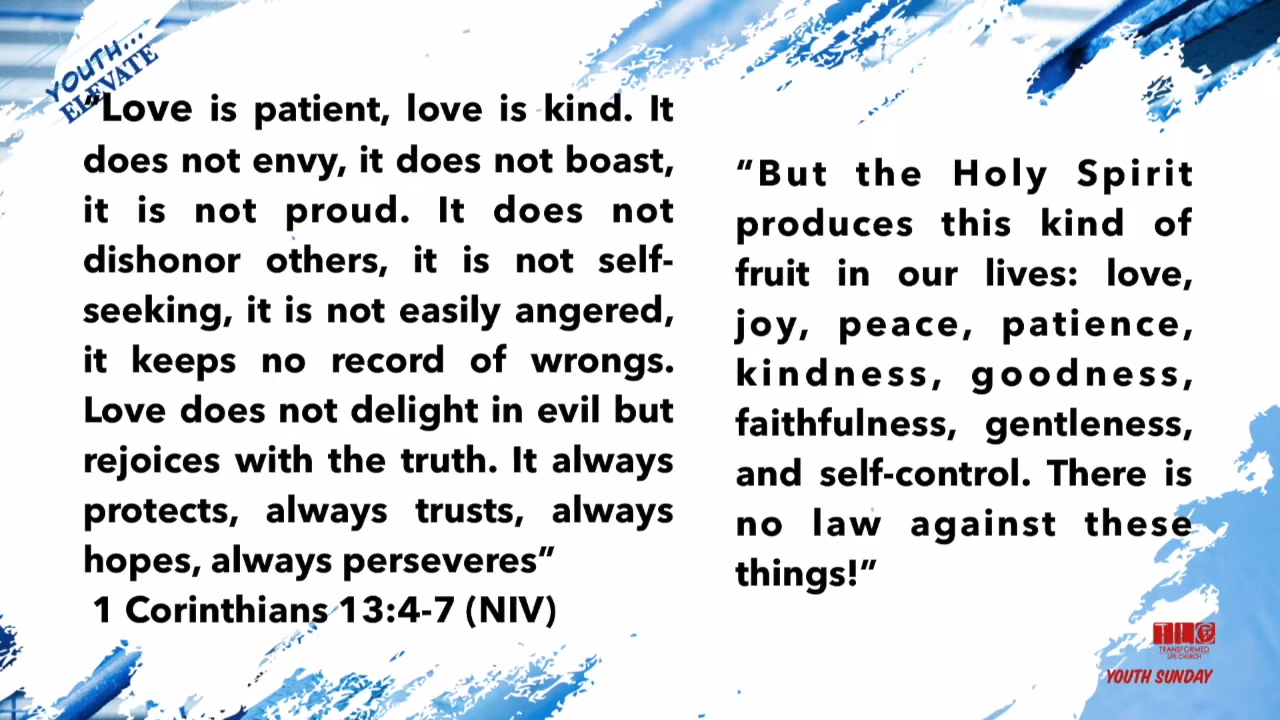 YOUTH...
ELEVATE
“Love is patient, love is kind. It
does not envy, it does not boast,
it is not proud. It does not
dishonor others, it is not self-
seeking, it is not easily angered,
it keeps no record of wrongs.
Love does not delight in evil but
rejoices with the truth. It always
protects, always trusts, always
hopes, always perseveres”
1 Corinthians 13:4-7 (NIV)
“But the Holy Spirit
produces this kind of
fruit in our lives: love,
joy, peace, patience,
kindness, goodness,
faithfulness, gentleness,
and self-control. There is
no law against these
things!”
TLC
TRANSFORMED
LIFE CHURCH
YOUTH SUNDAY